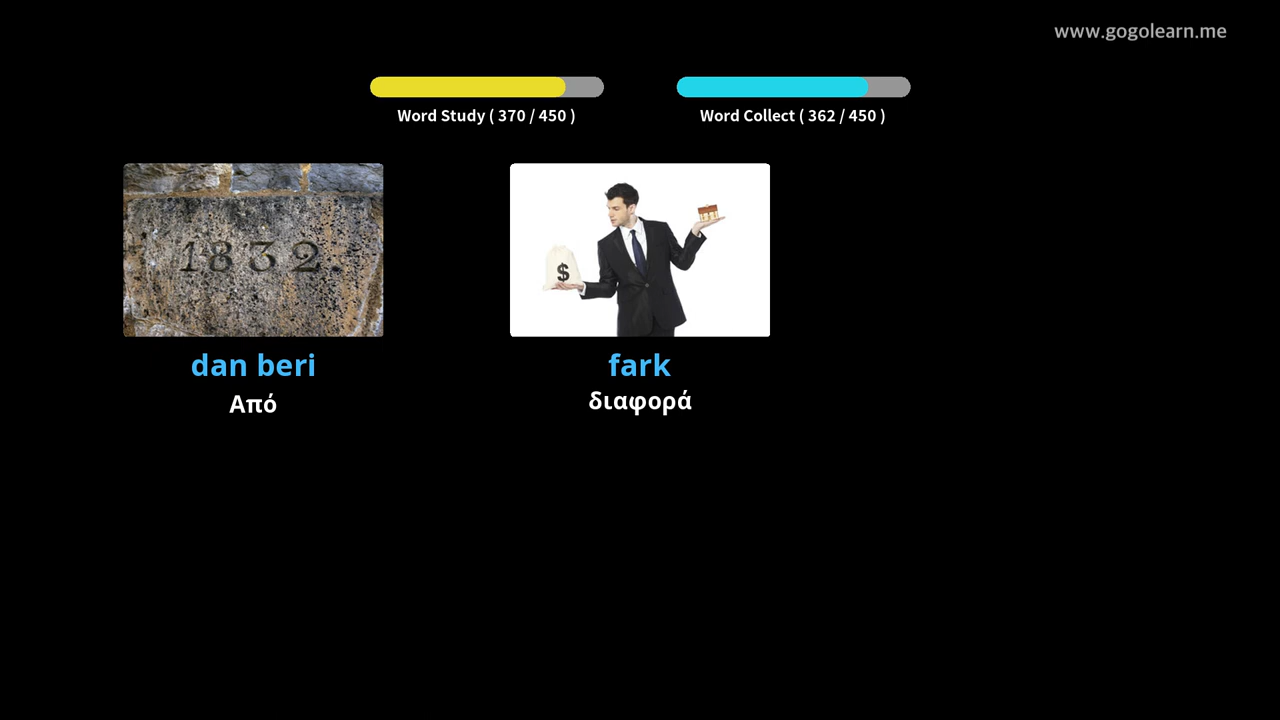 www.gogolearn.me
Word Study ( 370 / 450 )
Word Collect ( 362 / 450 )
1832.
$
dan beri
Από
fark
διαφορά